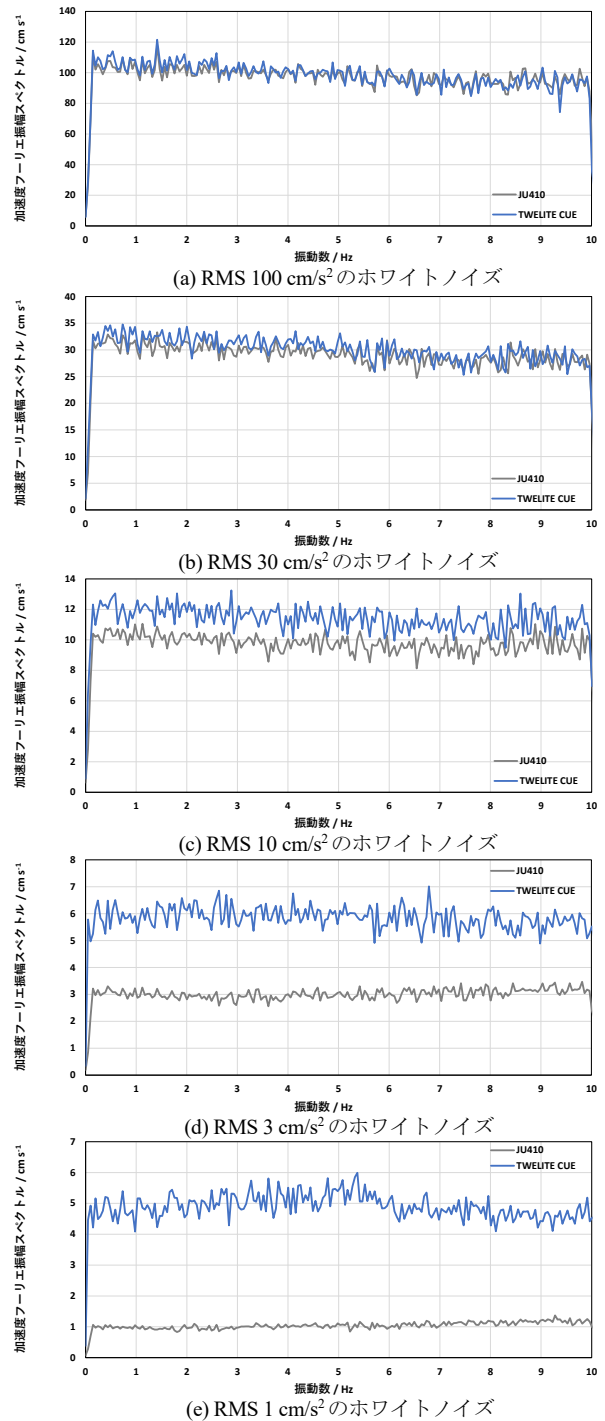 加速度フーリエ振幅スペクトル / cm s⁻¹
140
120
100
80
60
40
20
0
JU410
TWELITE CUE
0 1 2 3 4 5 6 7 8 9 10
振動数 / Hz
(a) RMS 100 cm/s² のホワイトノイズ
加速度フーリエ振幅スペクトル / cm s⁻¹
40
35
30
25
20
15
10
5
0
JU410
TWELITE CUE
0 1 2 3 4 5 6 7 8 9 10
振動数 / Hz
(b) RMS 30 cm/s² のホワイトノイズ
加速度フーリエ振幅スペクトル / cm s⁻¹
14
12
10
8
6
4
2
0
JU410
TWELITE CUE
0 1 2 3 4 5 6 7 8 9 10
振動数 / Hz
(c) RMS 10 cm/s² のホワイトノイズ
加速度フーリエ振幅スペクトル / cm s⁻¹
8
7
6
5
4
3
2
1
0
JU410
TWELITE CUE
0 1 2 3 4 5 6 7 8 9 10
振動数 / Hz
(d) RMS 3 cm/s² のホワイトノイズ
加速度フーリエ振幅スペクトル / cm s⁻¹
7
6
5
4
3
2
1
0
JU410
TWELITE CUE
0 1 2 3 4 5 6 7 8 9 10
振動数 / Hz
(e) RMS 1 cm/s² のホワイトノイズ